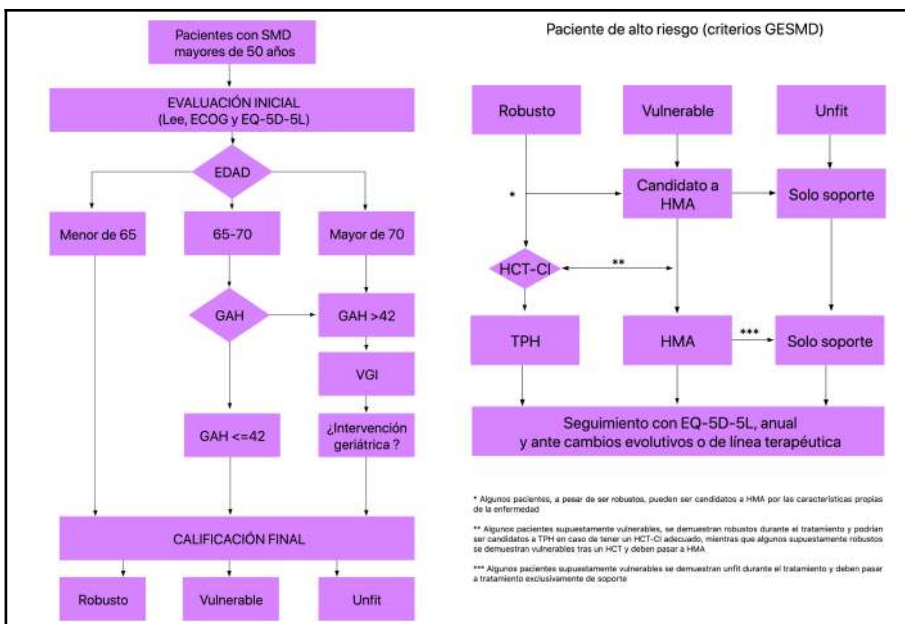 Pacientes con SMD
mayores de 50 años
EVALUACIÓN INICIAL
(Lee, ECOG y EQ-5D-5L)
EDAD
Menor de 65
65-70
Mayor de 70
GAH
GAH >42
VGI
GAH <=42
¿Intervención
geriátrica ?
CALIFICACIÓN FINAL
Robusto
Vulnerable
Unfit
Paciente de alto riesgo (criterios GESMD)
Robusto
Vulnerable
Unfit
*
Candidato a
HMA
Solo soporte
HCT-CI
**
TPH
HMA
***
Solo soporte
Seguimiento con EQ-5D-5L, anual
y ante cambios evolutivos o de línea terapéutica
* Algunos pacientes, a pesar de ser robustos, pueden ser candidatos a HMA por las características propias
de la enfermedad
** Algunos pacientes supuestamente vulnerables, se demuestran robustos durante el tratamiento y podrían
ser candidatos a TPH en caso de tener un HCT-CI adecuado, mientras que algunos supuestamente robustos
se demuestran vulnerables tras un HCT y deben pasar a HMA
*** Algunos pacientes supuestamente vulnerables se demuestran unfit durante el tratamiento y deben pasar
a tratamiento exclusivamente de soporte